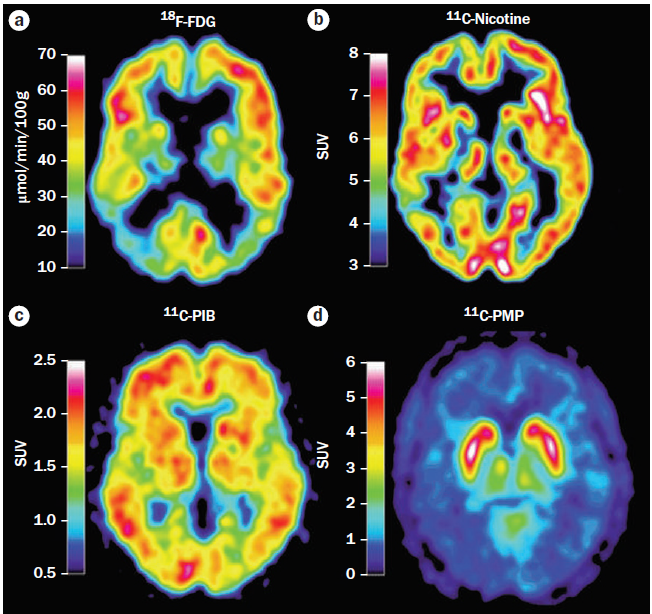 a
¹⁸F-FDG
70
60
50
40
30
20
10
μmol/min/100g
b
¹¹C-Nicotine
8
7
6
5
4
3
SUV
c
¹¹C-PIB
2.5
2.0
1.5
1.0
0.5
SUV
d
¹¹C-PMP
6
5
4
3
2
1
0
SUV